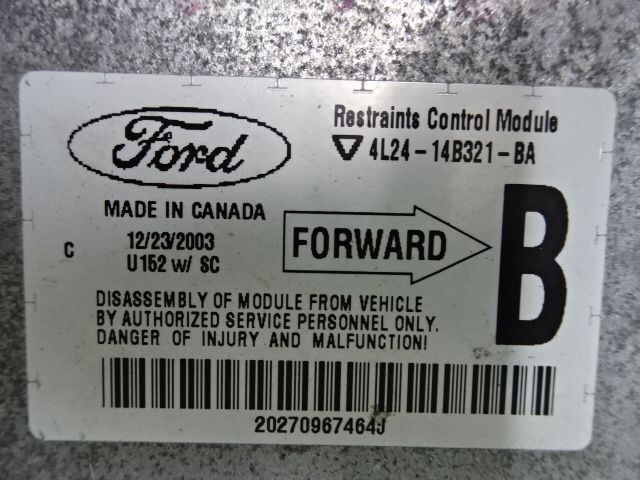 Ford
Restraints Control Module
4L24-14B321-BA
MADE IN CANADA
C
12/23/2003
U152 w/ SC
FORWARD
B
DISASSEMBLY OF MODULE FROM VEHICLE
BY AUTHORIZED SERVICE PERSONNEL ONLY.
DANGER OF INJURY AND MALFUNCTION!
20270967464J